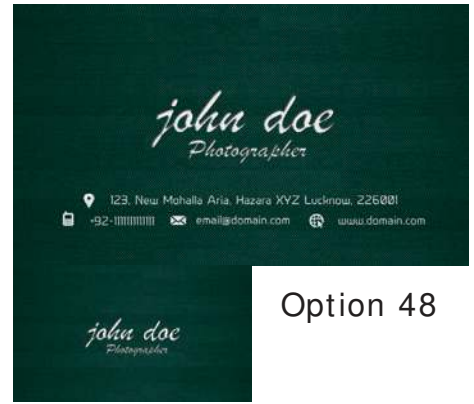 john doe
Photographer
123, New Mohalla Aria, Hazara XYZ Lucknow, 226001
+92-111111111111 email@domain.com www.domain.com
john doe
Photographer
Option 48